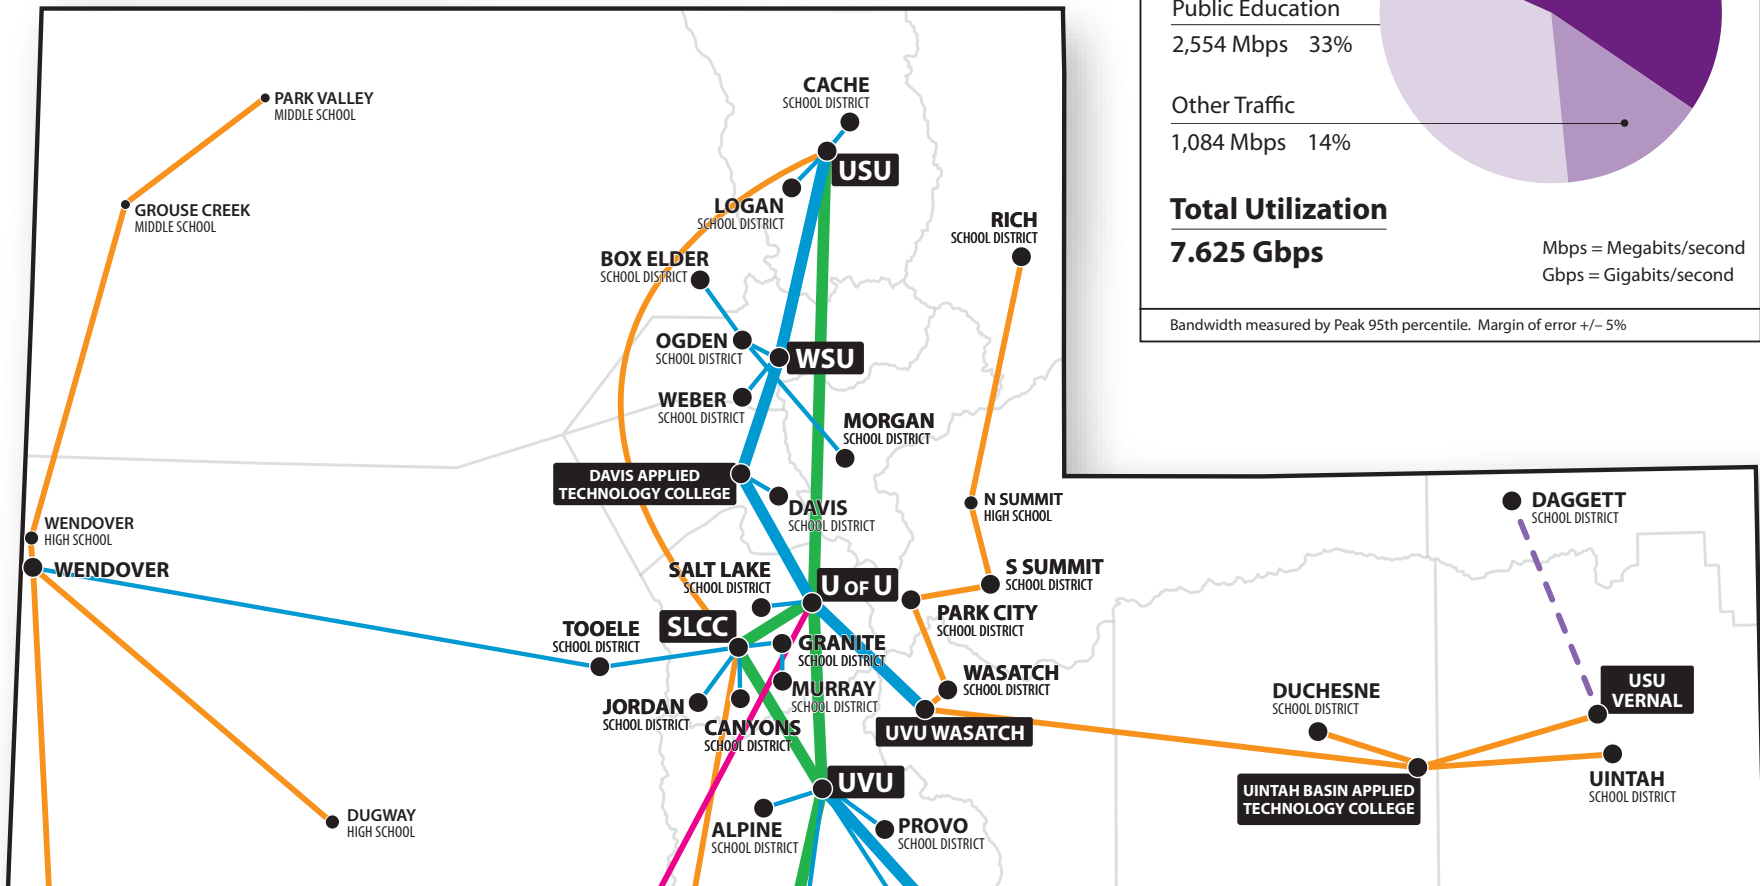 Public Education
2,554 Mbps 33%
Other Traffic
1,084 Mbps 14%
Total Utilization
7.625 Gbps
Mbps = Megabits/second
Gbps = Gigabits/second
Bandwidth measured by Peak 95th percentile. Margin of error +/– 5%
PARK VALLEY
MIDDLE SCHOOL
GROUSE CREEK
MIDDLE SCHOOL
CACHE
SCHOOL DISTRICT
USU
LOGAN
SCHOOL DISTRICT
RICH
SCHOOL DISTRICT
BOX ELDER
SCHOOL DISTRICT
OGDEN
SCHOOL DISTRICT
WSU
WEBER
SCHOOL DISTRICT
MORGAN
SCHOOL DISTRICT
DAVIS APPLIED
TECHNOLOGY COLLEGE
DAVIS
SCHOOL DISTRICT
N SUMMIT
HIGH SCHOOL
DAGGETT
SCHOOL DISTRICT
WENDOVER
HIGH SCHOOL
WENDOVER
SALT LAKE
SCHOOL DISTRICT
U OF U
S SUMMIT
SCHOOL DISTRICT
PARK CITY
SCHOOL DISTRICT
SLCC
TOOELE
SCHOOL DISTRICT
GRANITE
SCHOOL DISTRICT
MURRAY
SCHOOL DISTRICT
WASATCH
SCHOOL DISTRICT
JORDAN
SCHOOL DISTRICT
CANYONS
SCHOOL DISTRICT
UVU WASATCH
DUCHESNE
SCHOOL DISTRICT
USU
VERNAL
UVU
UINTAH BASIN APPLIED
TECHNOLOGY COLLEGE
UINTAH
SCHOOL DISTRICT
DUGWAY
HIGH SCHOOL
ALPINE
SCHOOL DISTRICT
PROVO
SCHOOL DISTRICT